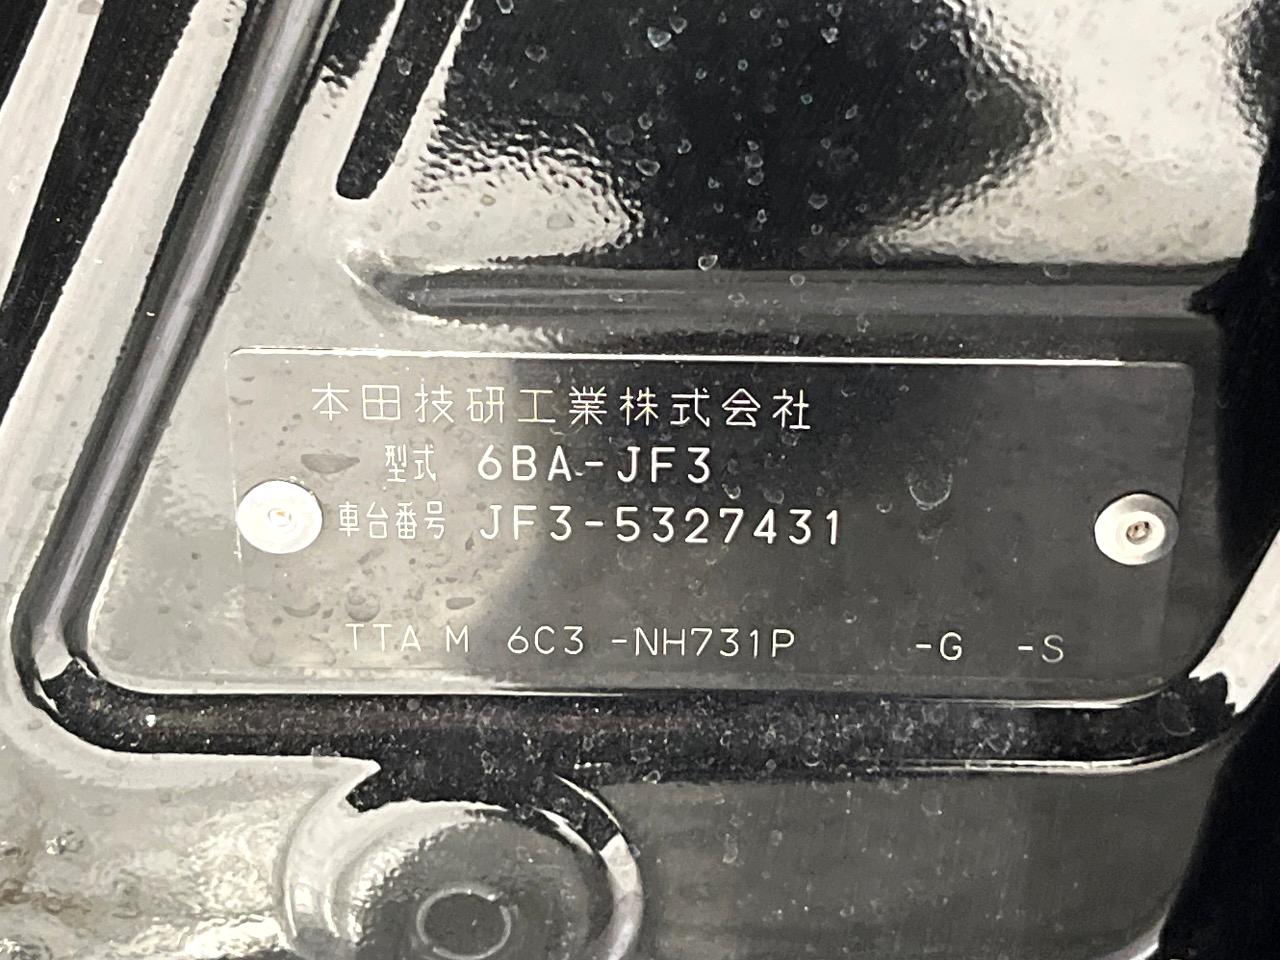 本田技研工業株式会社
型式 6BA-JF3
車台番号 JF3-5327431
TTA M 6C3 -NH731P -G -S